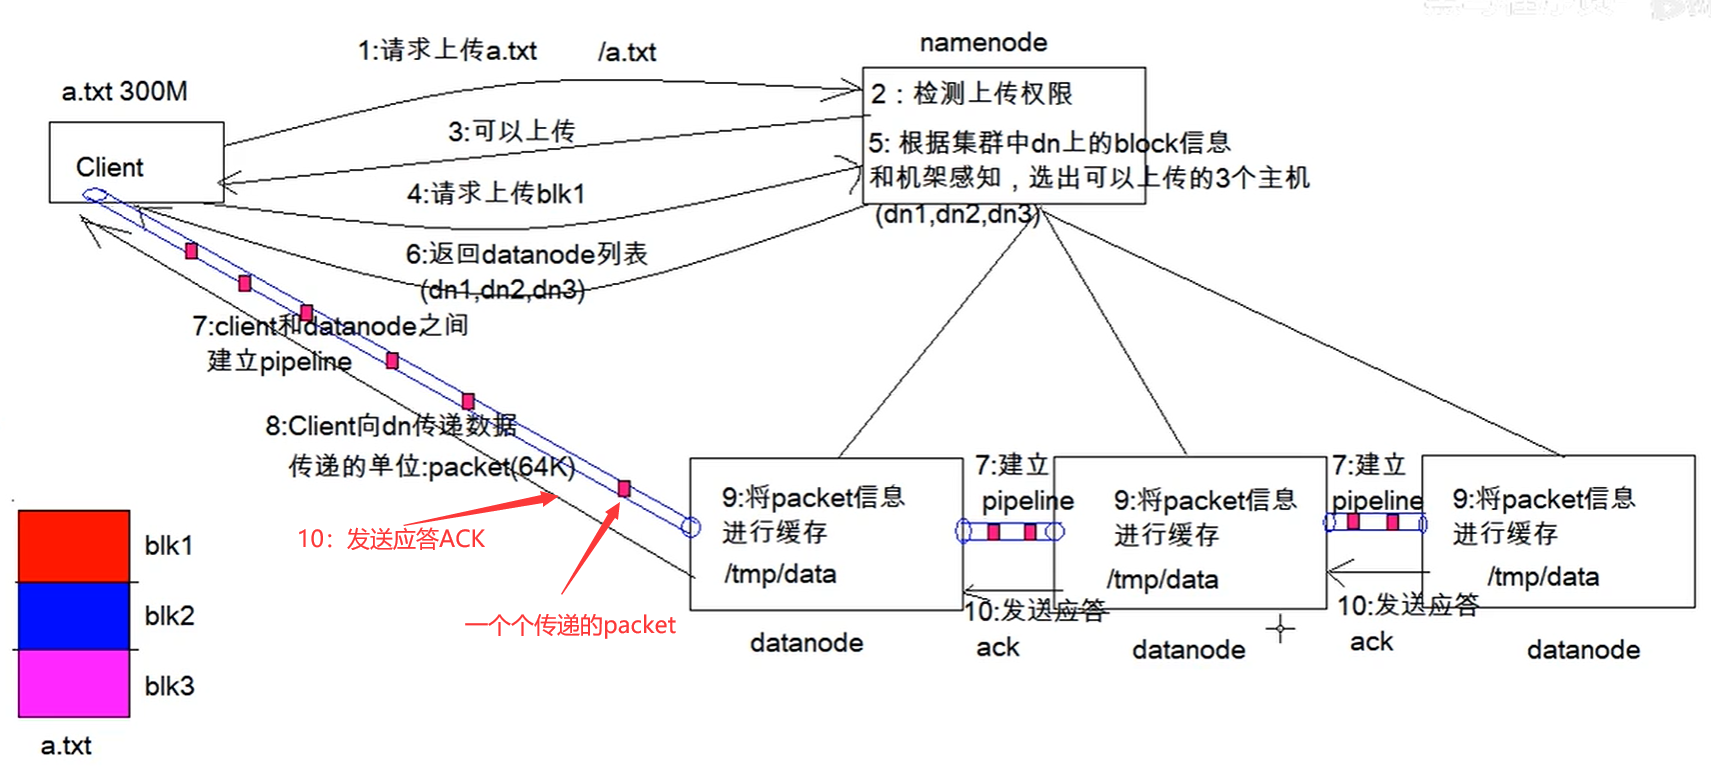 1:请求上传a.txt
/a.txt
namenode
a.txt 300M
2：检测上传权限
3:可以上传
5: 根据集群中dn上的block信息
和机架感知，选出可以上传的3个主机
(dn1,dn2,dn3)
Client
4:请求上传blk1
6:返回datanode列表
(dn1,dn2,dn3)
7:client和datanode之间
建立pipeline
8:Client向dn传递数据
传递的单位:packet(64K)
10：发送应答ACK
一个个传递的packet
9:将packet信息
进行缓存
/tmp/data
datanode
7:建立
pipeline
10:发送应答
ack
9:将packet信息
进行缓存
/tmp/data
datanode
7:建立
pipeline
10:发送应答
ack
9:将packet信息
进行缓存
/tmp/data
datanode
blk1
blk2
blk3
a.txt